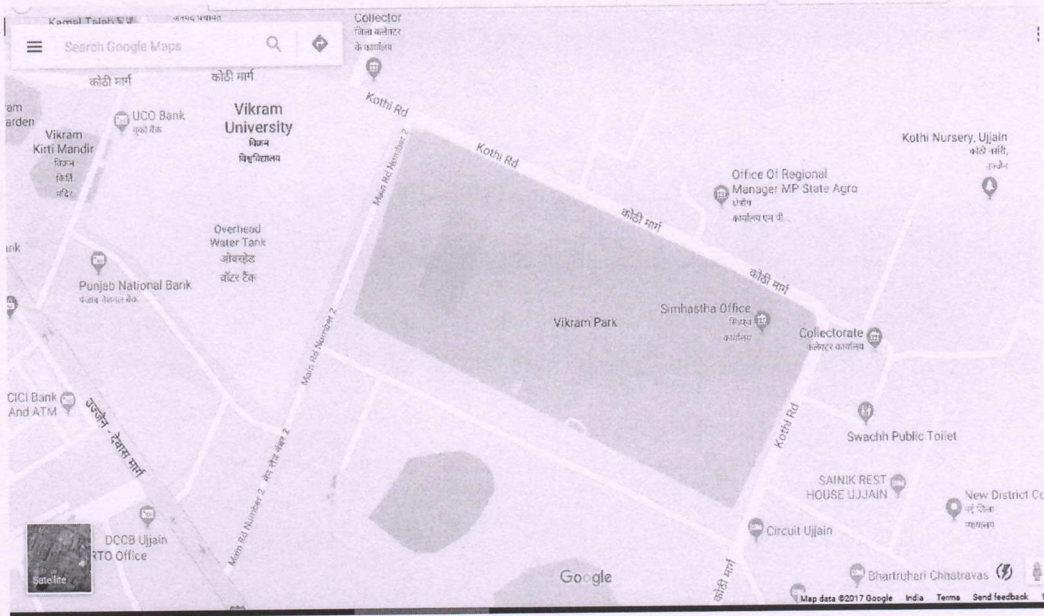 Kamal Talab
Search Google Maps
Collector
जिला कलेक्टर
के कार्यालय
कोठी मार्ग
कोठी मार्ग
Kothi Rd
UCO Bank
यूको बैंक
Vikram
University
विक्रम
विश्वविद्यालय
Vikram
Kirti Mandir
विक्रम
कीर्ति
मंदिर
Main Rd Number 2
Kothi Rd
Kothi Nursery, Ujjain
कोठी नर्सरी,
उज्जैन
Office Of Regional
Manager MP State Agro
क्षेत्रीय
कार्यालय एम पी...
कोठी मार्ग
Overhead
Water Tank
ओवरहेड
वॉटर टैंक
Punjab National Bank
पंजाब नेशनल बैंक
कोठी मार्ग
Simhastha Office
सिंहस्थ
कार्यालय
Vikram Park
Collectorate
कलेक्टर कार्यालय
Main Rd Number 2
CICI Bank
And ATM
उज्जैन - देवास मार्ग
Kothi Rd
Swachh Public Toilet
Main Rd Number 2 मेन रोड नंबर 2
SAINIK REST
HOUSE UJJAIN
New District Co
न्यायालय
Circuit Ujjain
DCCB Ujjain
RTO Office
कोठी मार्ग
Satellite
Google
Bhartruhari Chhatravas
Map data ©2017 Google India Terms Send feedback